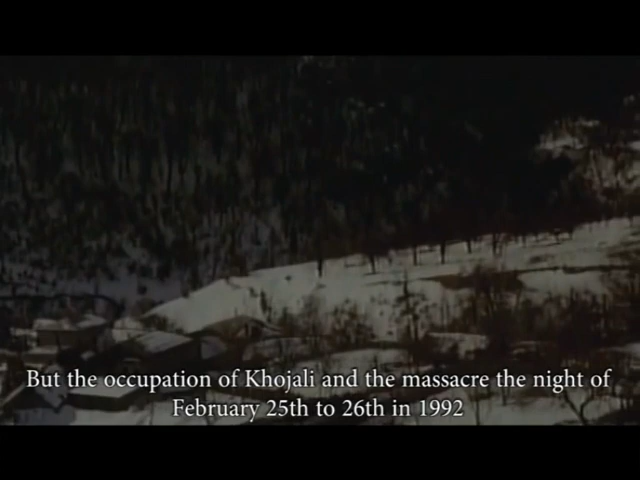 But the occupation of Khojali and the massacre the night of
February 25th to 26th in 1992